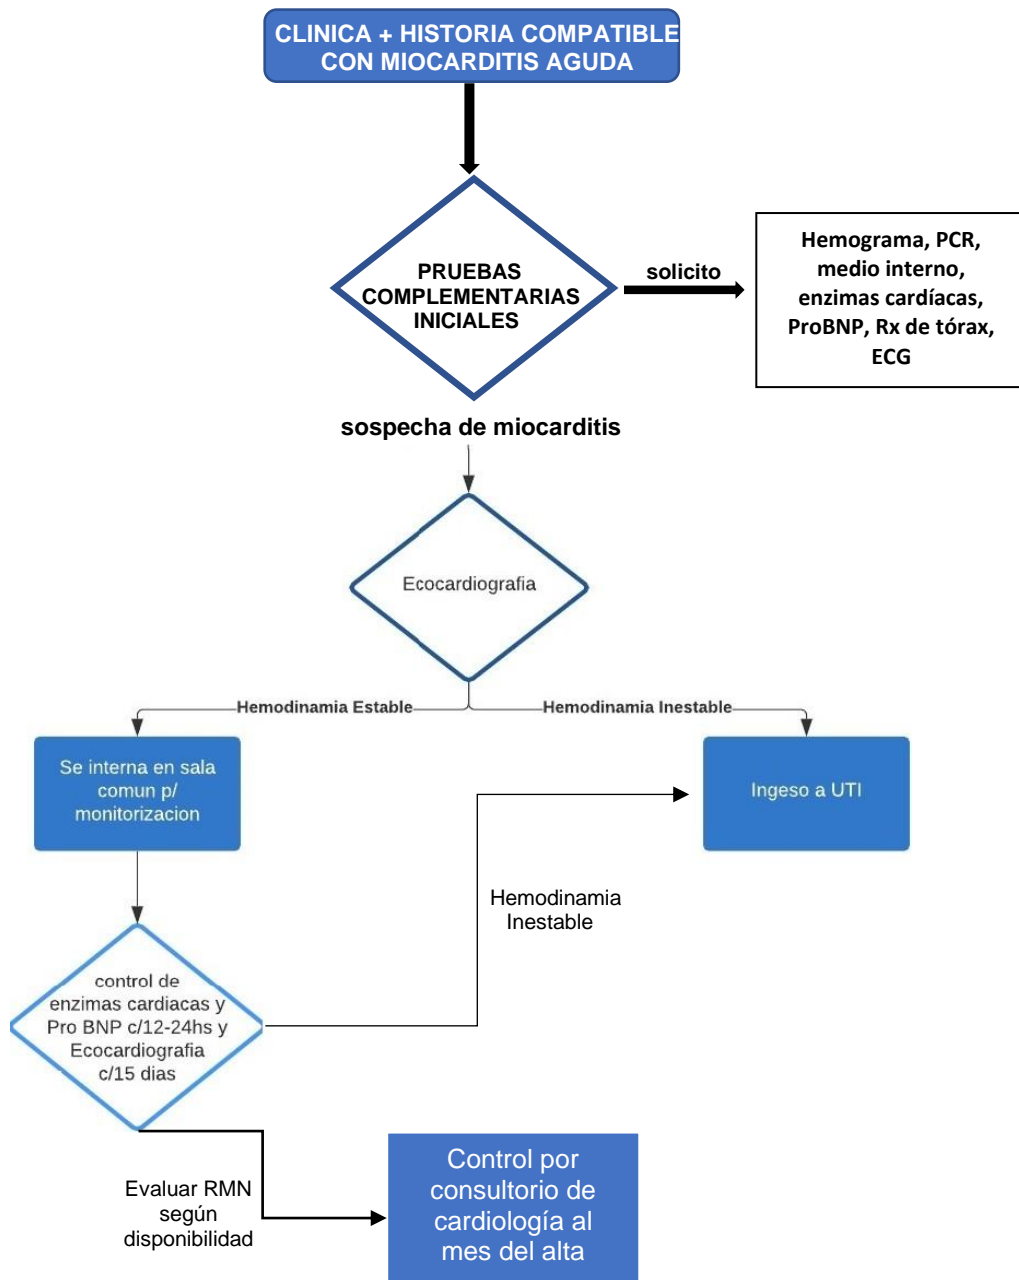 CLINICA + HISTORIA COMPATIBLE
CON MIOCARDITIS AGUDA
PRUEBAS
COMPLEMENTARIAS
INICIALES
solicito
Hemograma, PCR,
medio interno,
enzimas cardíacas,
ProBNP, Rx de tórax,
ECG
sospecha de miocarditis
Ecocardiografia
Hemodinamia Estable
Hemodinamia Inestable
Se interna en sala
comun p/
monitorizacion
Ingeso a UTI
Hemodinamia
Inestable
control de
enzimas cardiacas y
Pro BNP c/12-24hs y
Ecocardiografia
c/15 dias
Evaluar RMN
según
disponibilidad
Control por
consultorio de
cardiología al
mes del alta